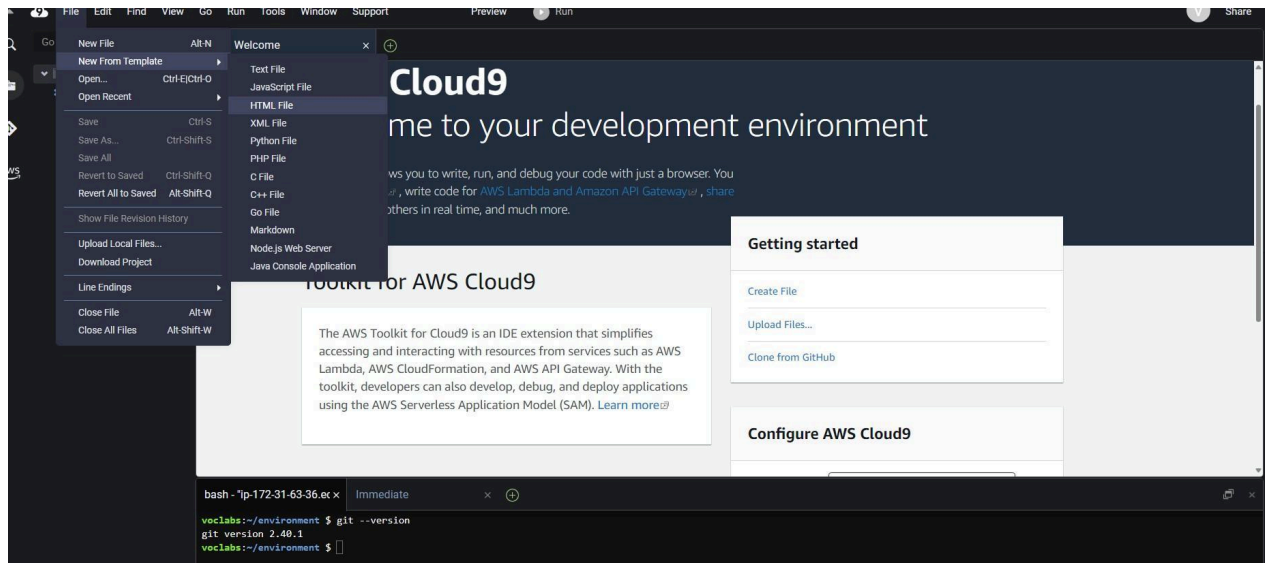 File Edit Find View Go Run Tools Window Support Preview Run
V Share
Go
New File Alt-N
New From Template
Open... Ctrl-E|Ctrl-O
Open Recent
Save Ctrl-S
Save As... Ctrl-Shift-S
Save All
Revert to Saved Ctrl-Shift-Q
Revert All to Saved Alt-Shift-Q
Show File Revision History
Upload Local Files...
Download Project
Line Endings
Close File Alt-W
Close All Files Alt-Shift-W
Welcome ×
Text File
JavaScript File
HTML File
XML File
Python File
PHP File
C File
C++ File
Go File
Markdown
Node.js Web Server
Java Console Application
Cloud9
me to your development environment
ws you to write, run, and debug your code with just a browser. You
, write code for AWS Lambda and Amazon API Gateway , share
others in real time, and much more.
Toolkit for AWS Cloud9
The AWS Toolkit for Cloud9 is an IDE extension that simplifies
accessing and interacting with resources from services such as AWS
Lambda, AWS CloudFormation, and AWS API Gateway. With the
toolkit, developers can also develop, debug, and deploy applications
using the AWS Serverless Application Model (SAM). Learn more
Getting started
Create File
Upload Files...
Clone from GitHub
Configure AWS Cloud9
bash - "ip-172-31-63-36.ec × Immediate ×
voclabs:~/environment $ git --version
git version 2.40.1
voclabs:~/environment $